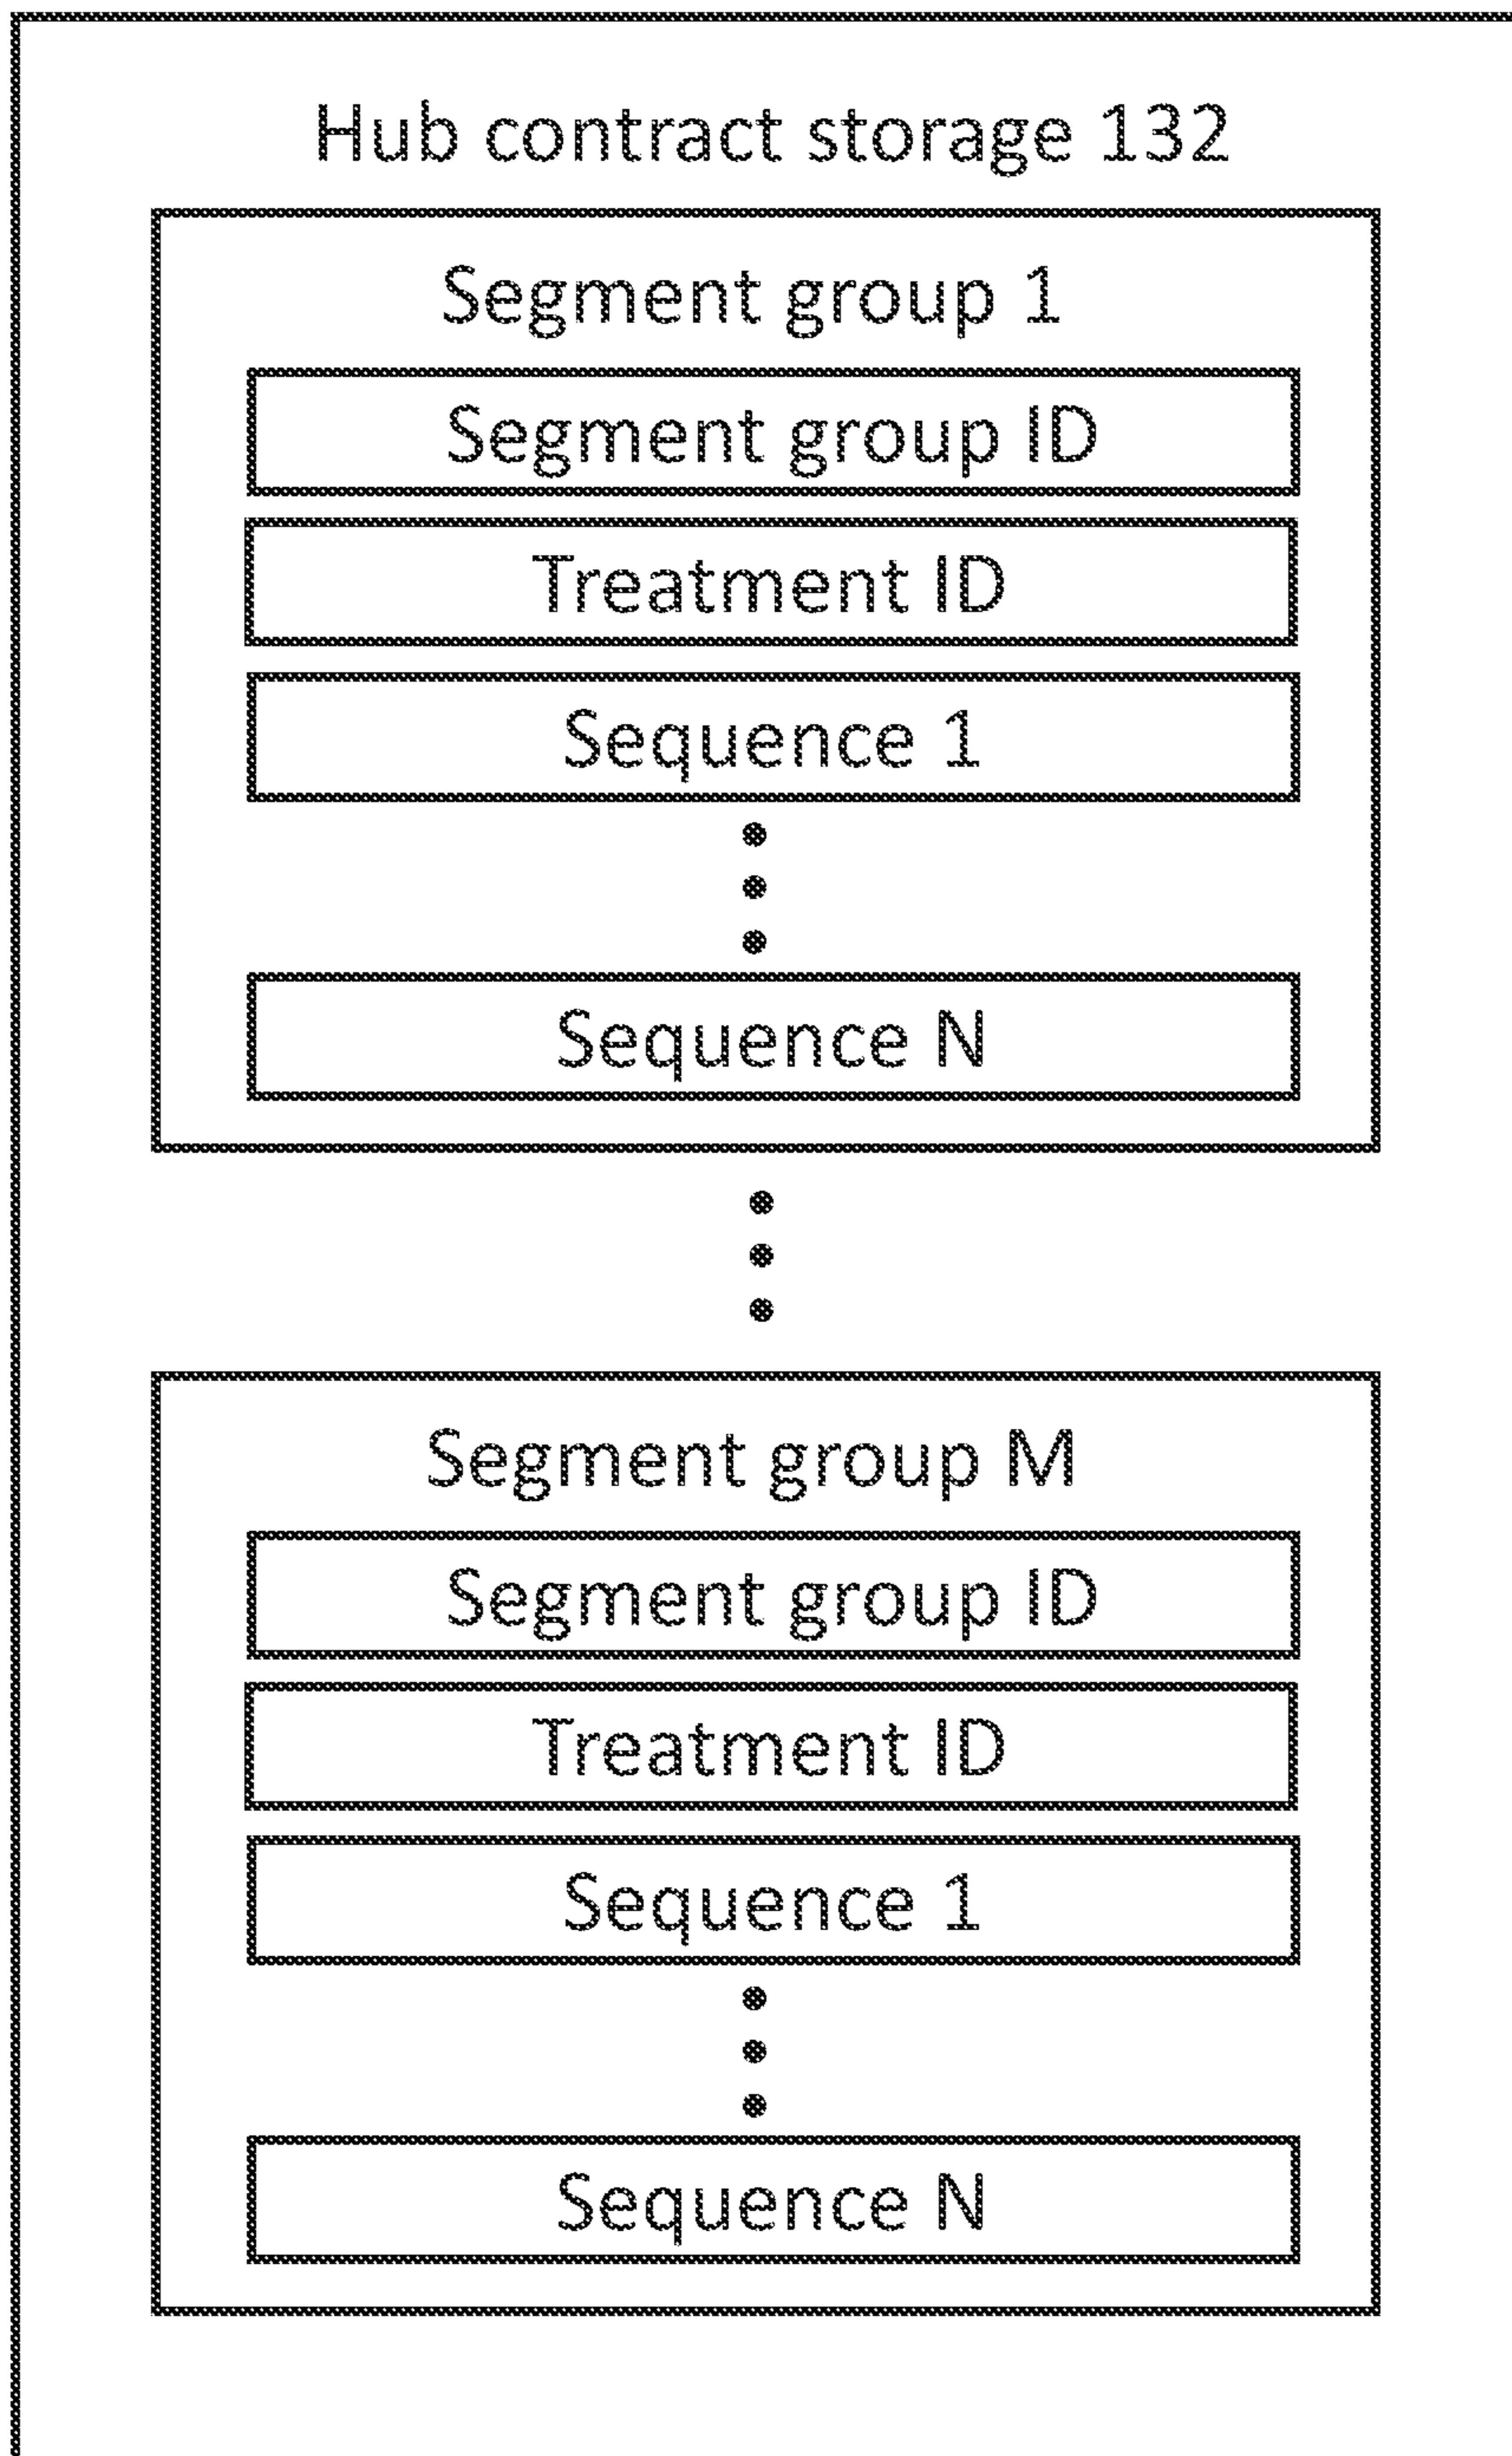 Hub contract storage 132
Segment group 1
Segment group ID
Treatment ID
Sequence 1
Sequence N
Segment group M
Segment group ID
Treatment ID
Sequence 1
Sequence N